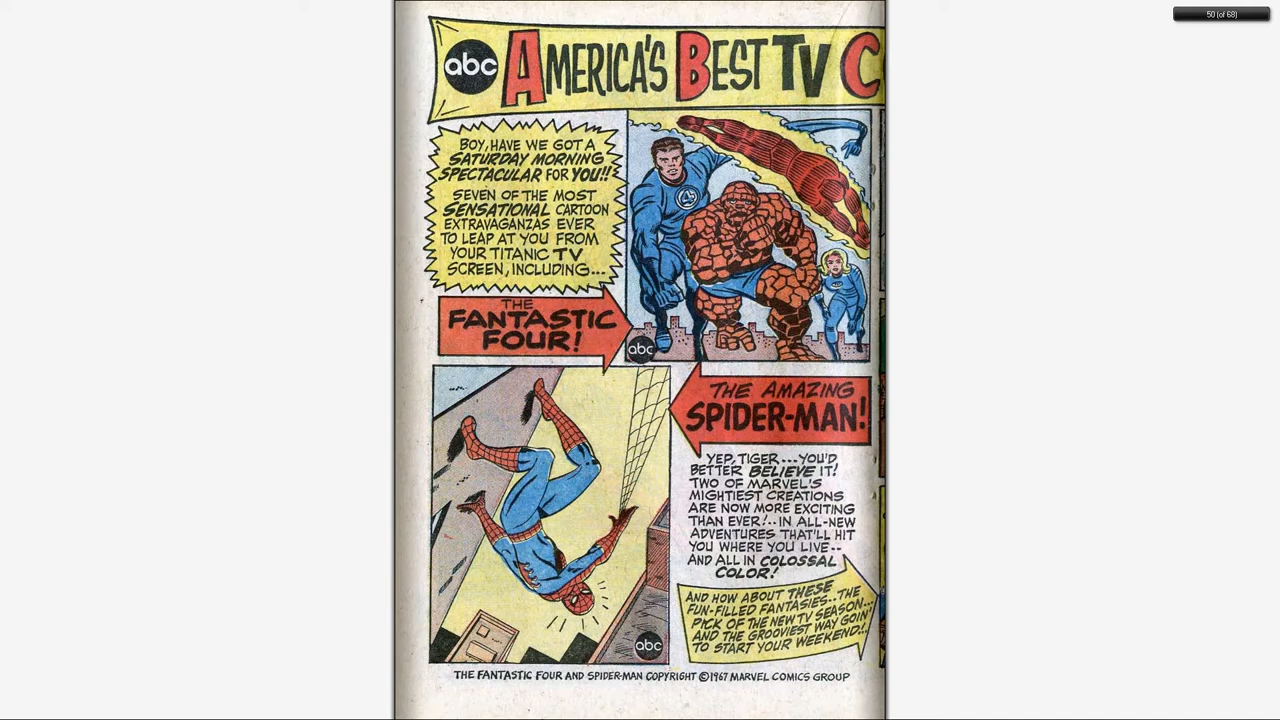 50 (of 68)
abc AMERICA'S BEST TV C
BOY, HAVE WE GOT A
SATURDAY MORNING
SPECTACULAR FOR YOU!!
SEVEN OF THE MOST
SENSATIONAL CARTOON
EXTRAVAGANZAS EVER
TO LEAP AT YOU FROM
YOUR TITANIC TV
SCREEN, INCLUDING...
THE
FANTASTIC
FOUR!
4
abc
THE AMAZING
SPIDER-MAN!
YEP, TIGER...YOU'D
BETTER BELIEVE IT!
TWO OF MARVEL'S
MIGHTIEST CREATIONS
ARE NOW MORE EXCITING
THAN EVER!..IN ALL-NEW
ADVENTURES THAT'LL HIT
YOU WHERE YOU LIVE--
AND ALL IN COLOSSAL
COLOR!
AND HOW ABOUT THESE
FUN-FILLED FANTASIES..THE
PICK OF THE NEW TV SEASON...
AND THE GROOVIEST WAY GOIN'
TO START YOUR WEEKEND!..
abc
THE FANTASTIC FOUR AND SPIDER-MAN COPYRIGHT ©1967 MARVEL COMICS GROUP